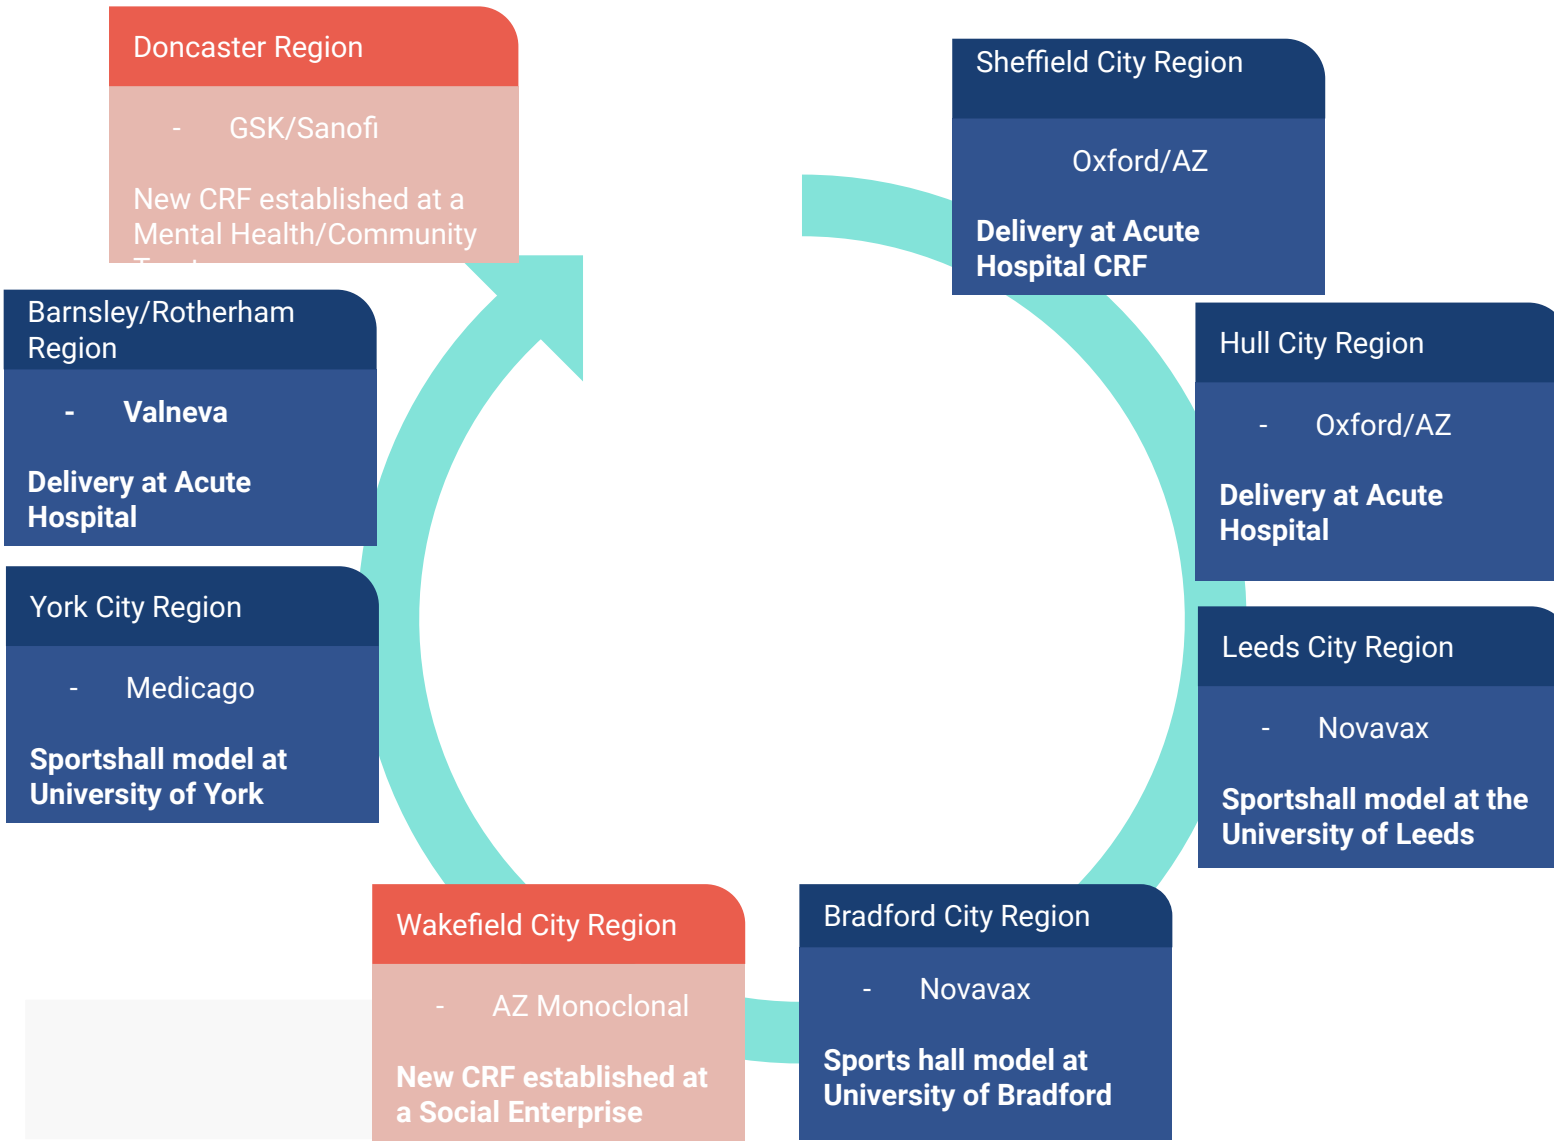 Doncaster Region
- GSK/Sanofi
New CRF established at a
Mental Health/Community
Sheffield City Region
Oxford/AZ
Delivery at Acute
Hospital CRF
Hull City Region
- Oxford/AZ
Delivery at Acute
Hospital
Leeds City Region
- Novavax
Sportshall model at the
University of Leeds
Bradford City Region
- Novavax
Sports hall model at
University of Bradford
Wakefield City Region
- AZ Monoclonal
New CRF established at
a Social Enterprise
York City Region
- Medicago
Sportshall model at
University of York
Barnsley/Rotherham
Region
- Valneva
Delivery at Acute
Hospital